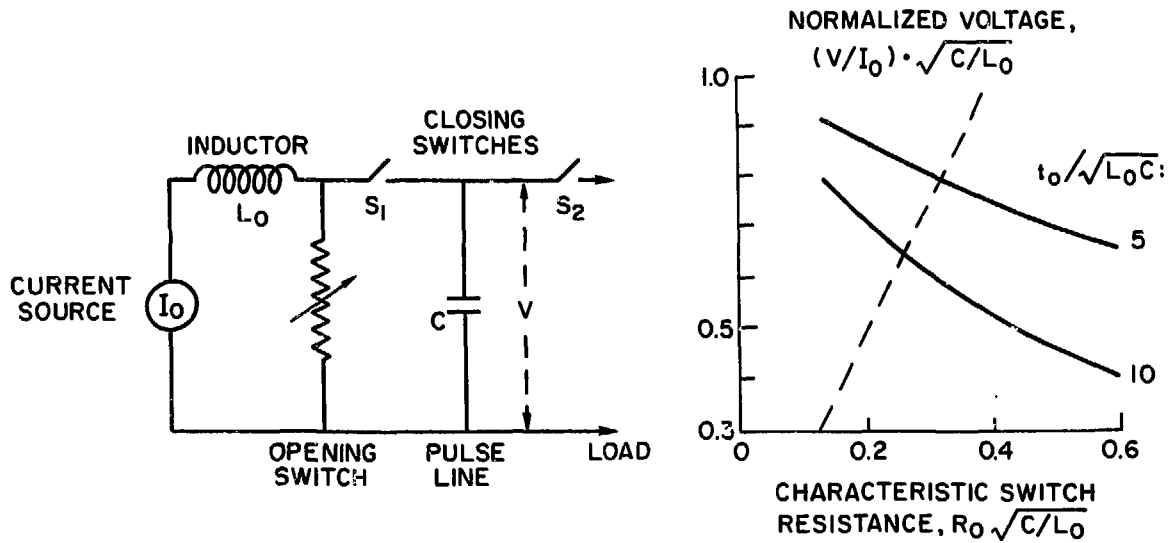 INDUCTOR
L₀
CLOSING
SWITCHES
S₁
S₂
CURRENT
SOURCE
I₀
C
V
OPENING
SWITCH
PULSE
LINE
LOAD
NORMALIZED VOLTAGE,
(V/I₀)·√C/L₀
1.0
0.5
0.3
t₀/√L₀C:
5
10
0
0.2
0.4
0.6
CHARACTERISTIC SWITCH
RESISTANCE, R₀√C/L₀